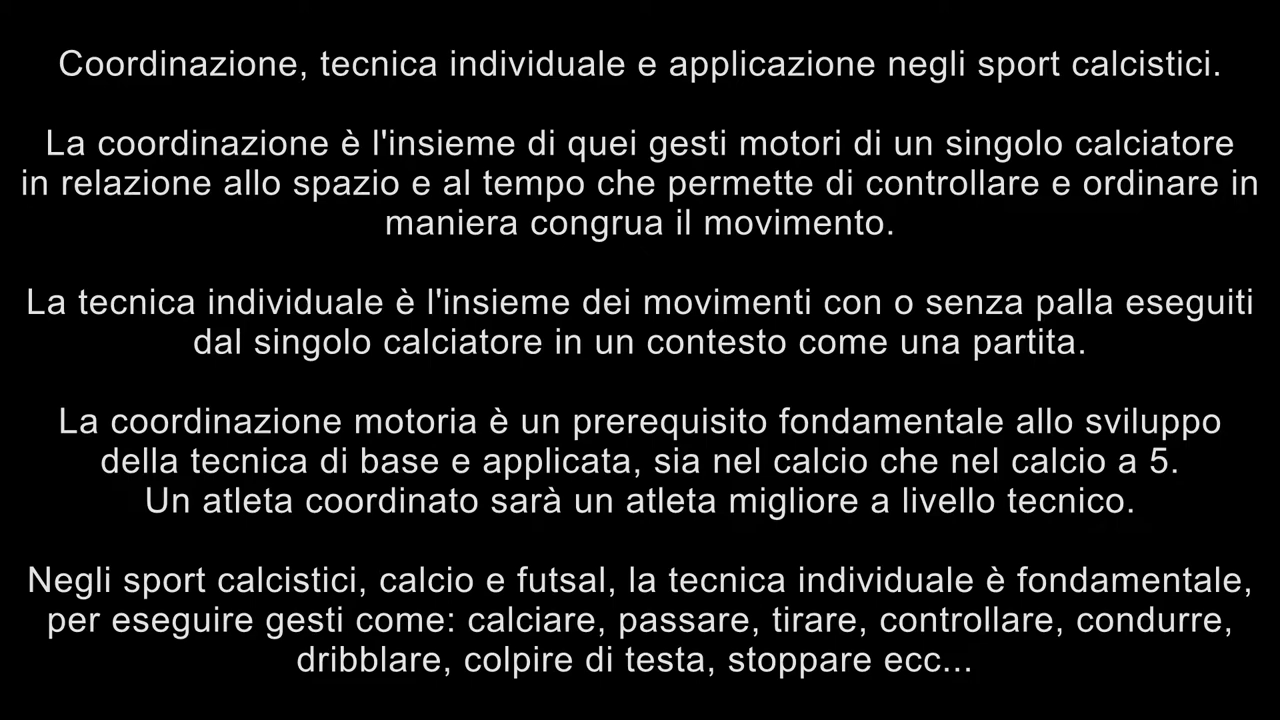 Coordinazione, tecnica individuale e applicazione negli sport calcistici.
La coordinazione è l'insieme di quei gesti motori di un singolo calciatore
in relazione allo spazio e al tempo che permette di controllare e ordinare in
maniera congrua il movimento.
La tecnica individuale è l'insieme dei movimenti con o senza palla eseguiti
dal singolo calciatore in un contesto come una partita.
La coordinazione motoria è un prerequisito fondamentale allo sviluppo
della tecnica di base e applicata, sia nel calcio che nel calcio a 5.
Un atleta coordinato sarà un atleta migliore a livello tecnico.
Negli sport calcistici, calcio e futsal, la tecnica individuale è fondamentale,
per eseguire gesti come: calciare, passare, tirare, controllare, condurre,
dribblare, colpire di testa, stoppare ecc...